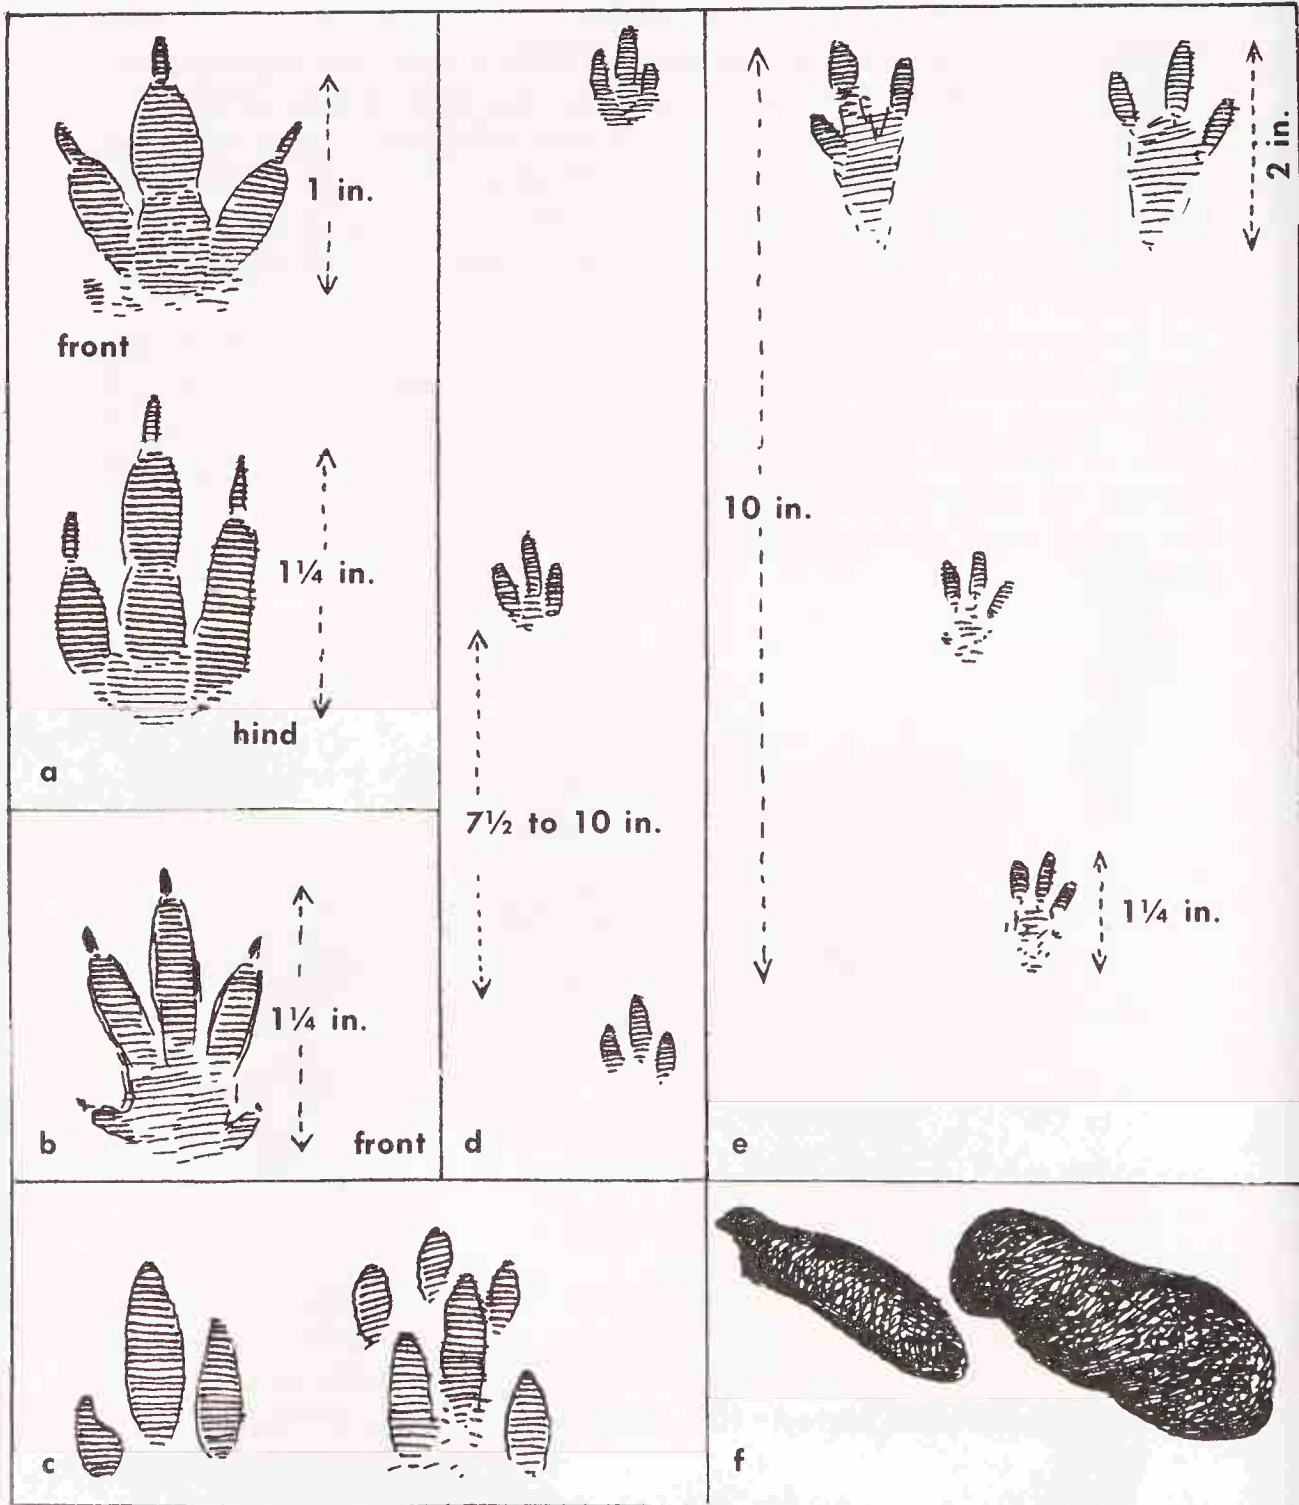 1 in.
front
1¼ in.
hind
a
1¼ in.
b
front
c
7½ to 10 in.
d
2 in.
10 in.
1¼ in.
e
f